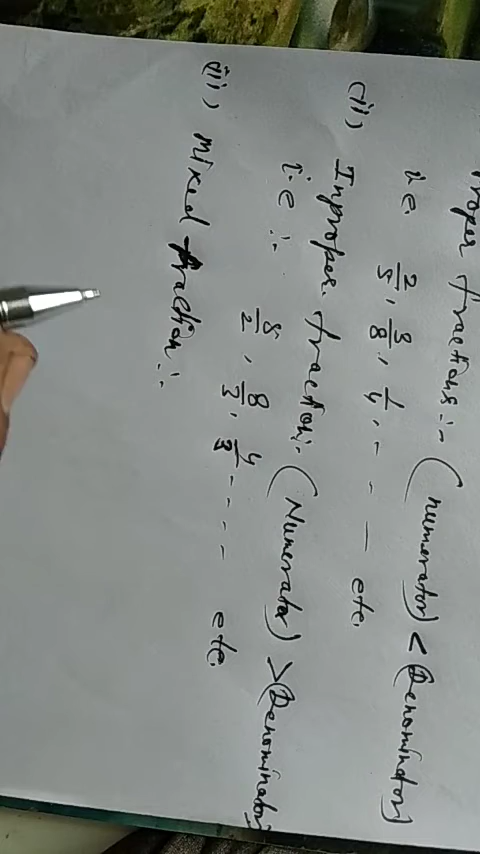 Proper fractions :- (numerator) < (Denominator)
i.e. 2/5, 3/8, 1/4, - - — etc.
(ii) Inproper fraction:- (Numerator) > (Denominator)
i.e :- 5/2, 8/3, 4/3 - - - - etc.
(iii) Mixed fraction :-